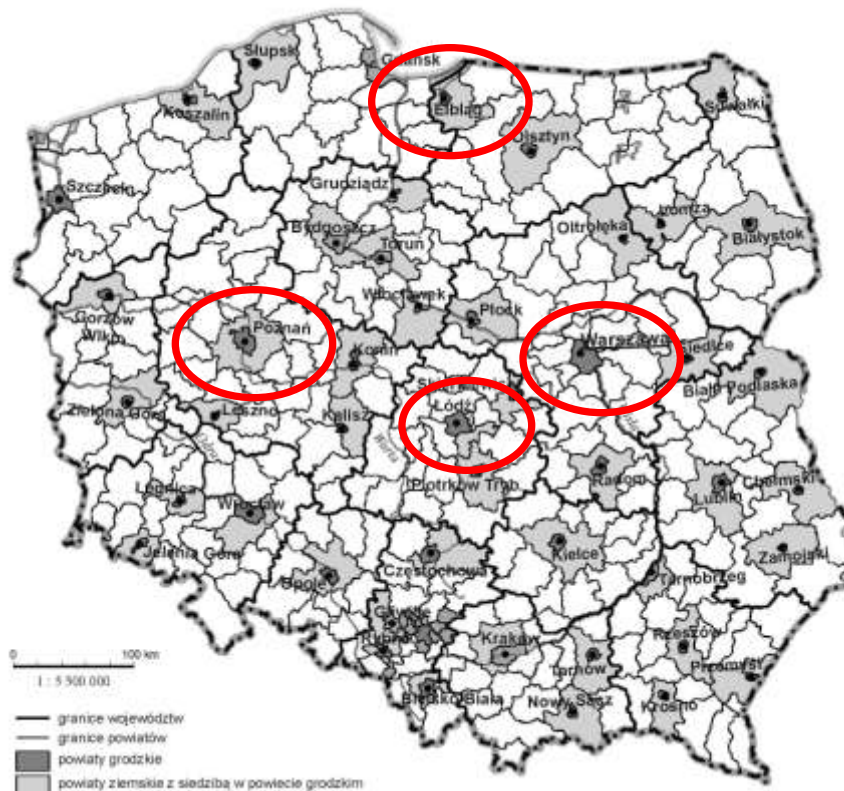 Słupsk
Gdańsk
Koszalin
Elbląg
Suwałki
Olsztyn
Szczecin
Grudziądz
Bydgoszcz
Toruń
Łomża
Białystok
Włocławek
Płock
Gorzów
Wlkp.
Poznań
Konin
Warszawa
Siedlce
Biała Podlaska
Zielona Góra
Leszno
Kalisz
Łódź
Warta
Odra
Piotrków Tryb
Radom
Lublin
Chełmski
Legnica
Wrocław
Jelenia Góra
Kielce
Zamojski
Opole
Częstochowa
Tarnobrzeg
Rybnik
Kraków
Tarnów
Rzeszów
Przemyśl
Bielsko Biała
Nowy Sącz
Krosno
0 100 km
1 : 5 500 000
granice województw
granice powiatów
powiaty grodzkie
powiaty ziemskie z siedzibą w powiecie grodzkim